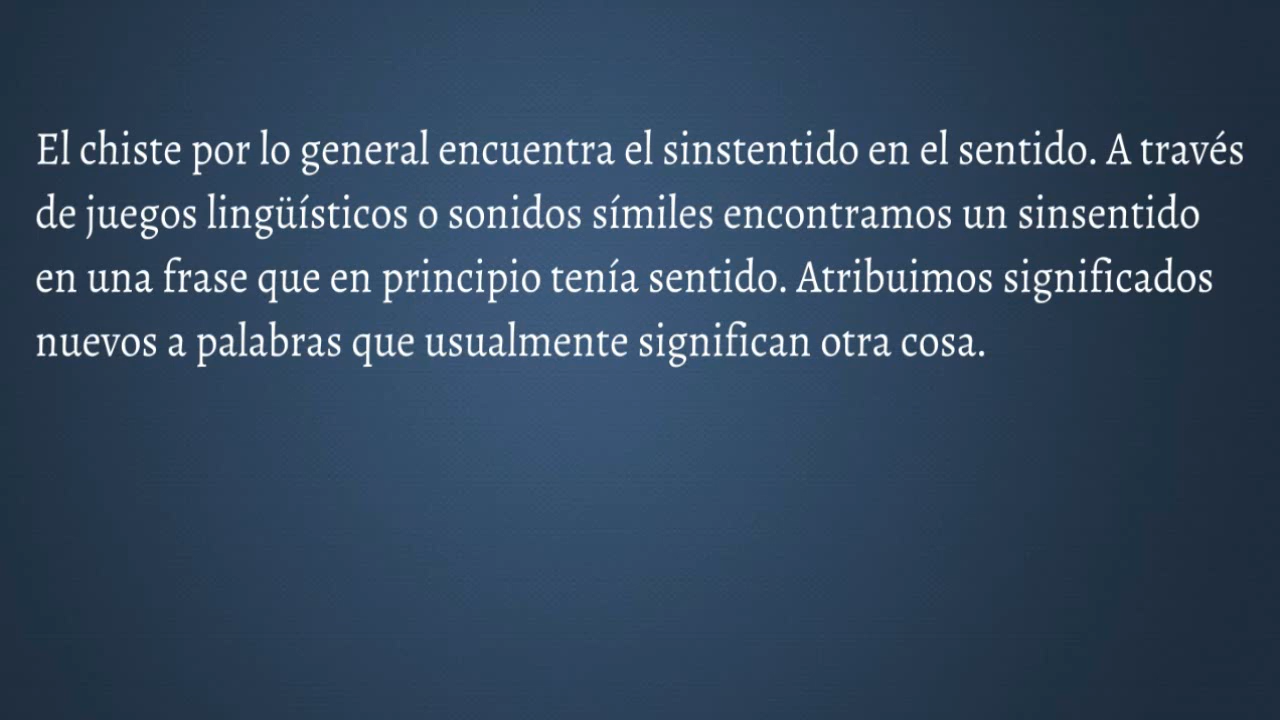 El chiste por lo general encuentra el sinstentido en el sentido. A través
de juegos lingüísticos o sonidos símiles encontramos un sinsentido
en una frase que en principio tenía sentido. Atribuimos significados
nuevos a palabras que usualmente significan otra cosa.